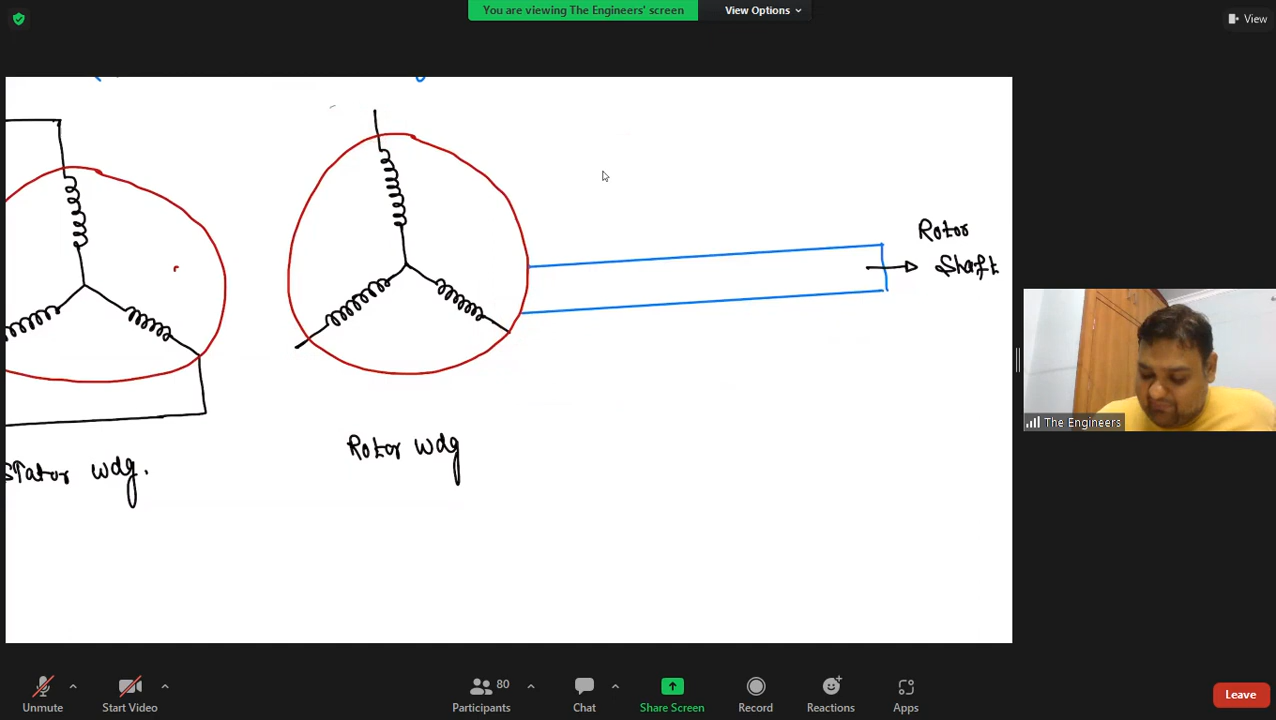 You are viewing The Engineers' screen
View Options
View
Rotor
Shaft
The Engineers
Rotor wdg
Stator wdg.
Unmute
Start Video
80
Participants
Chat
Share Screen
Record
Reactions
Apps
Leave